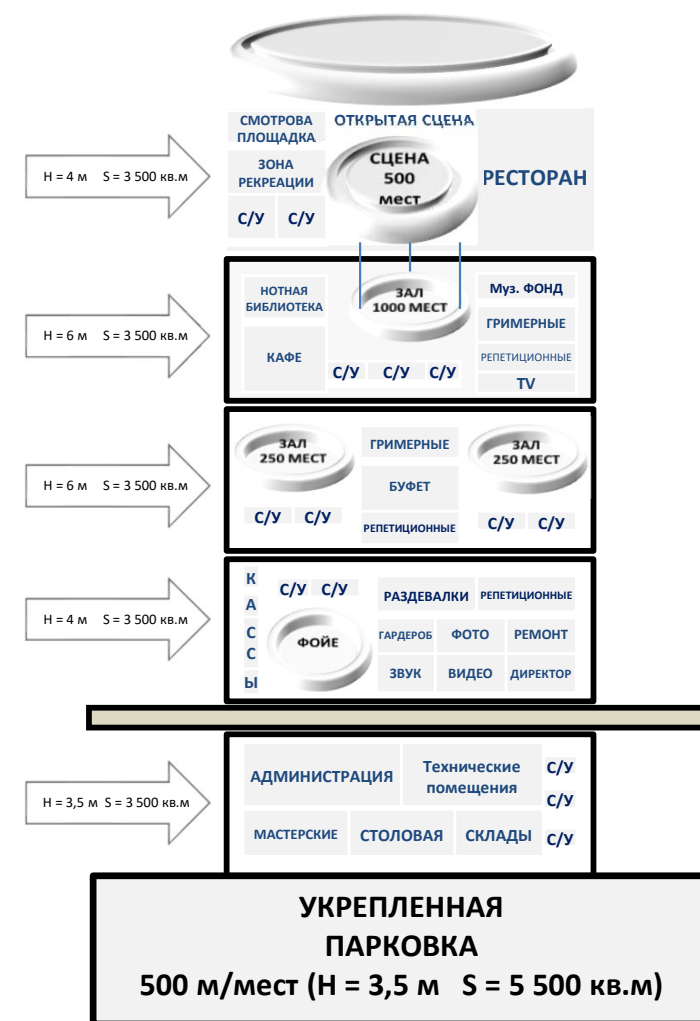 СМОТРОВА
ПЛОЩАДКА
ОТКРЫТАЯ СЦЕНА
ЗОНА
РЕКРЕАЦИИ
С/У С/У
СЦЕНА
500
мест
РЕСТОРАН
H = 4 м S = 3 500 кв.м
НОТНАЯ
БИБЛИОТЕКА
КАФЕ
ЗАЛ
1000 МЕСТ
С/У С/У С/У
Муз. ФОНД
ГРИМЕРНЫЕ
РЕПЕТИЦИОННЫЕ
TV
H = 6 м S = 3 500 кв.м
ЗАЛ
250 МЕСТ
С/У С/У
ГРИМЕРНЫЕ
БУФЕТ
РЕПЕТИЦИОННЫЕ
ЗАЛ
250 МЕСТ
С/У С/У
H = 6 м S = 3 500 кв.м
К
А
С
С
Ы
С/У С/У
ФОЙЕ
РАЗДЕВАЛКИ РЕПЕТИЦИОННЫЕ
ГАРДЕРОБ ФОТО РЕМОНТ
ЗВУК ВИДЕО ДИРЕКТОР
H = 4 м S = 3 500 кв.м
АДМИНИСТРАЦИЯ
Технические
помещения
С/У
С/У
МАСТЕРСКИЕ СТОЛОВАЯ СКЛАДЫ С/У
H = 3,5 м S = 3 500 кв.м
УКРЕПЛЕННАЯ
ПАРКОВКА
500 м/мест (H = 3,5 м S = 5 500 кв.м)